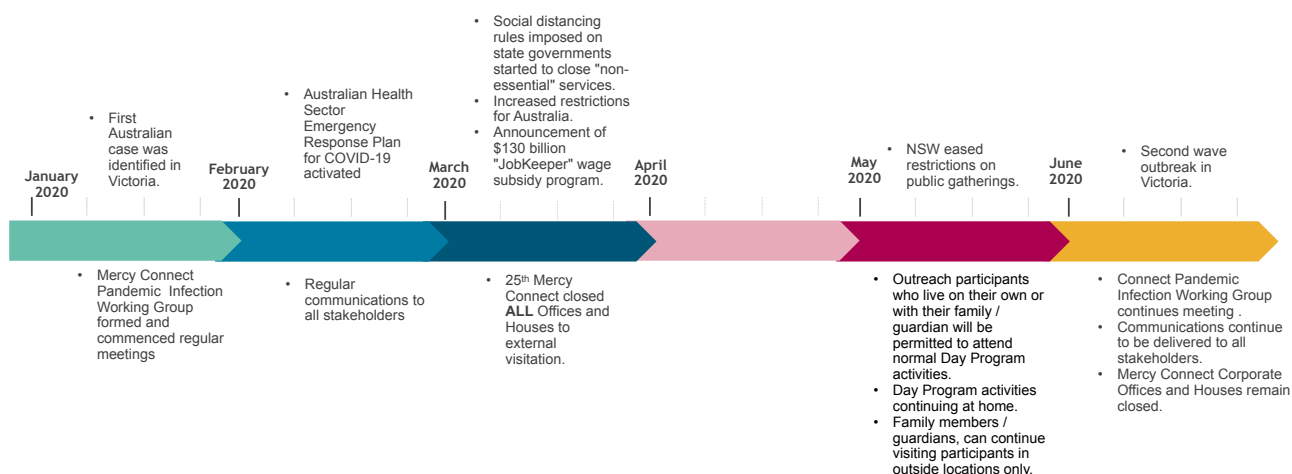 January
2020
• First
Australian
case was
identified in
Victoria.
February
2020
• Australian Health
Sector
Emergency
Response Plan
for COVID-19
activated
March
2020
• Social distancing
rules imposed on
state governments
started to close "non-
essential" services.
• Increased restrictions
for Australia.
• Announcement of
$130 billion
"JobKeeper" wage
subsidy program.
April
2020
May
2020
• NSW eased
restrictions on
public gatherings.
June
2020
• Second wave
outbreak in
Victoria.
• Mercy Connect
Pandemic Infection
Working Group
formed and
commenced regular
meetings
• Regular
communications to
all stakeholders
• 25th Mercy
Connect closed
ALL Offices and
Houses to
external
visitation.
• Outreach participants
who live on their own or
with their family /
guardian will be
permitted to attend
normal Day Program
activities.
• Day Program activities
continuing at home.
• Family members /
guardians, can continue
visiting participants in
outside locations only.
• Connect Pandemic
Infection Working Group
continues meeting .
• Communications continue
to be delivered to all
stakeholders.
• Mercy Connect Corporate
Offices and Houses remain
closed.